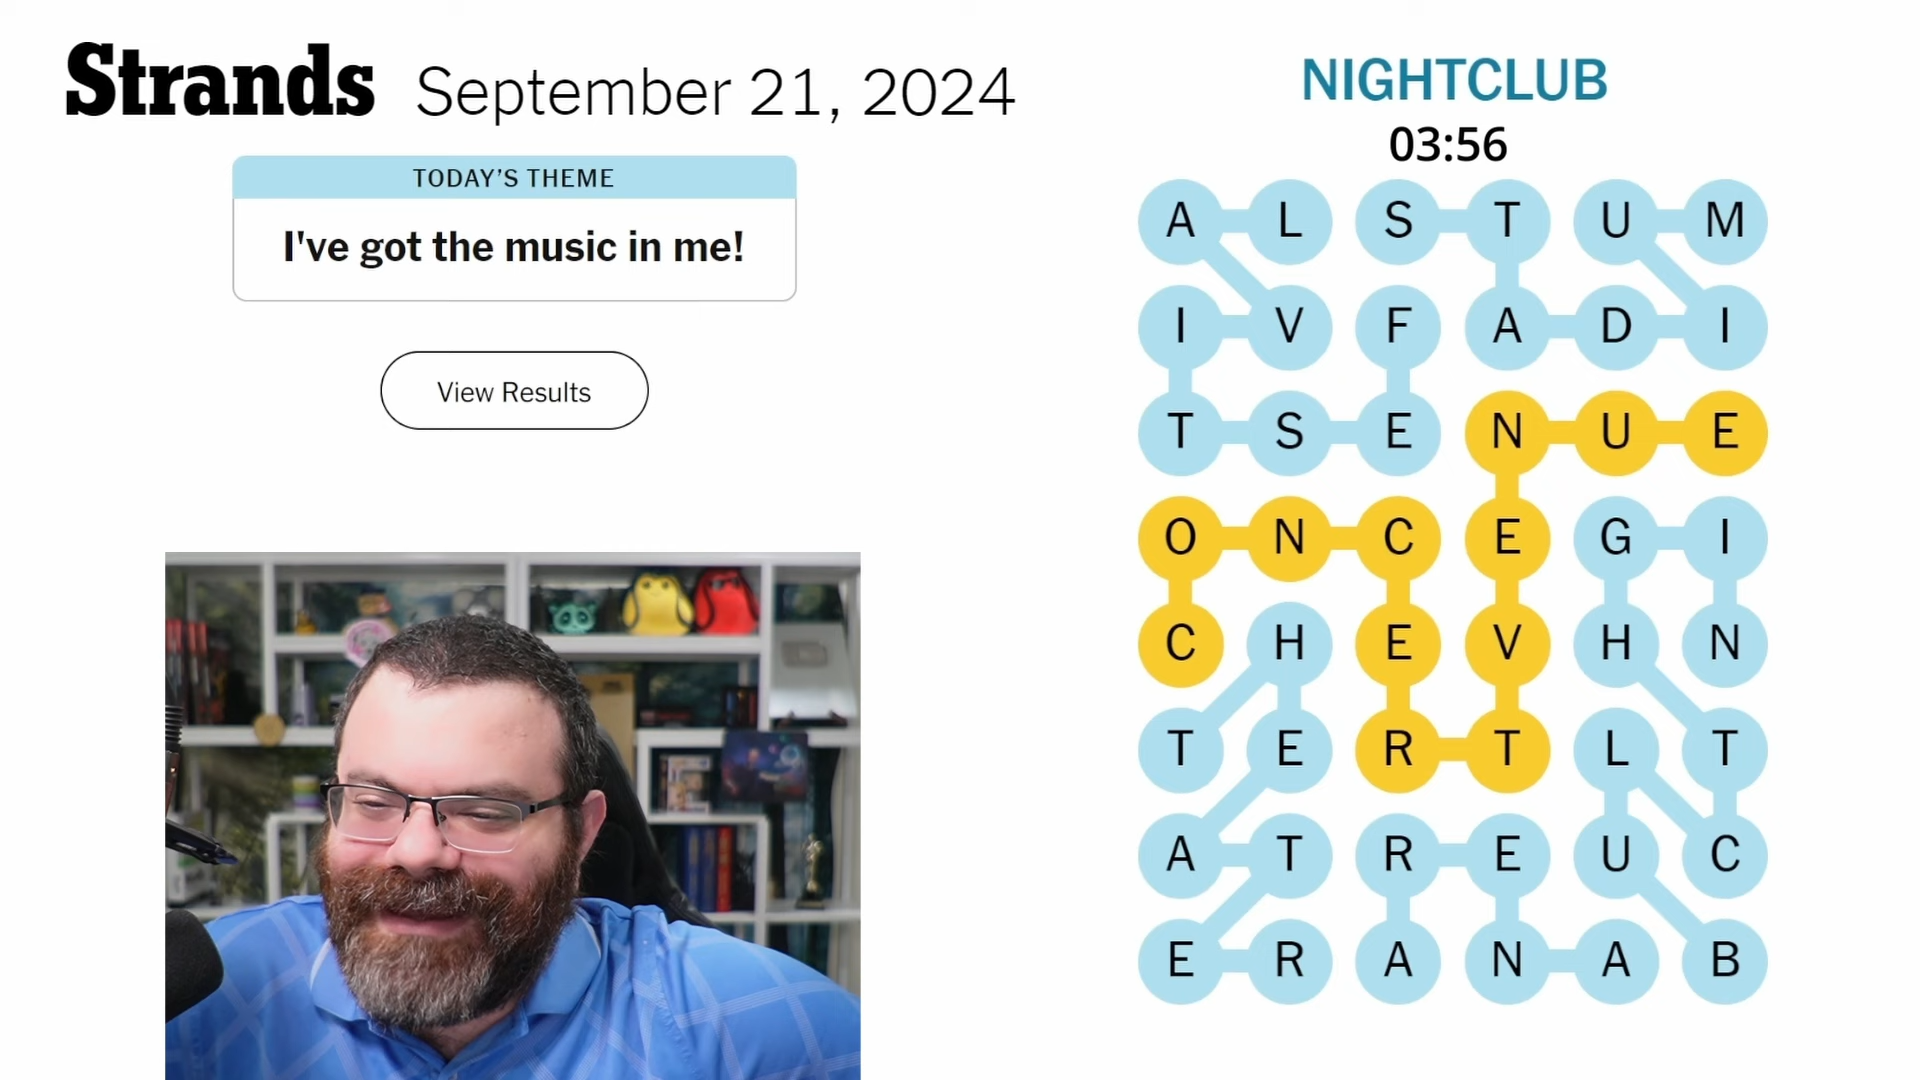 Strands September 21, 2024
TODAY'S THEME
I've got the music in me!
View Results
NIGHTCLUB
03:56
A L S T U M
I V F A D I
T S E N U E
O N C E G I
C H E V H N
T E R T L T
A T R E U C
E R A N A B